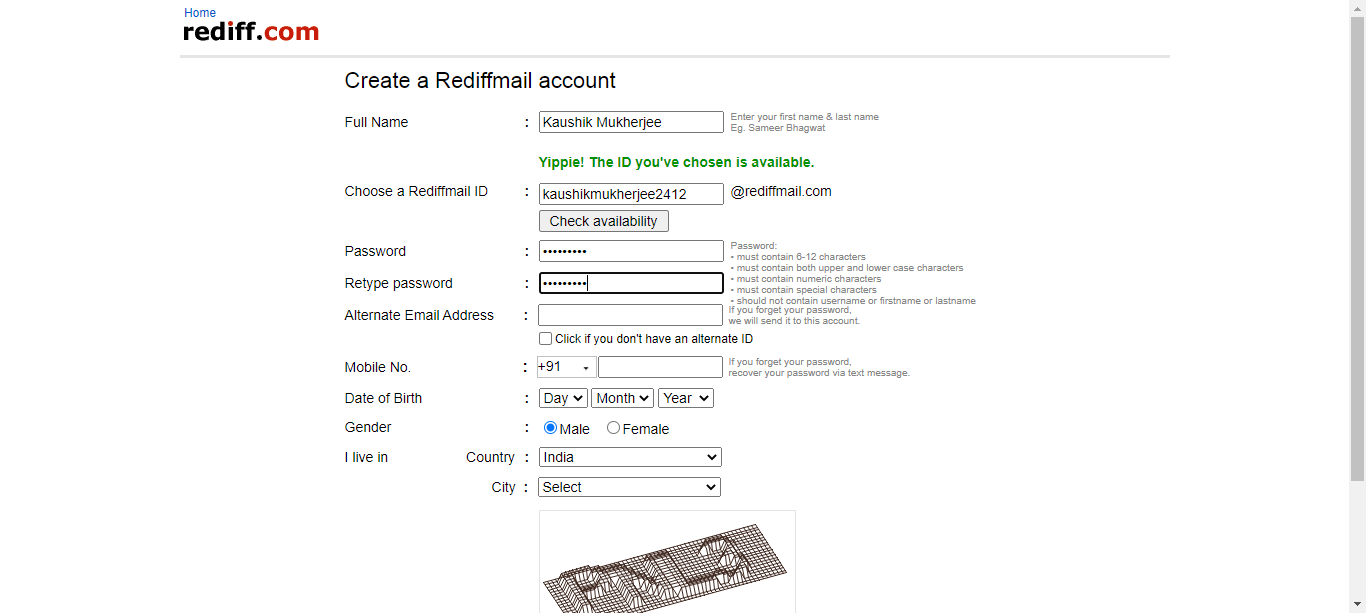 Home
rediff.com
Create a Rediffmail account
Full Name : Kaushik Mukherjee Enter your first name & last name
Eg. Sameer Bhagwat
Yippie! The ID you've chosen is available.
Choose a Rediffmail ID : kaushikmukherjee2412 @rediffmail.com
Check availability
Password : ••••••••• Password:
• must contain 6-12 characters
• must contain both upper and lower case characters
Retype password : •••••••••
• must contain numeric characters
• must contain special characters
• should not contain username or firstname or lastname
Alternate Email Address : If you forget your password,
we will send it to this account.
Click if you don't have an alternate ID
Mobile No. : +91 If you forget your password,
recover your password via text message.
Date of Birth : Day Month Year
Gender : Male Female
I live in Country : India
City : Select